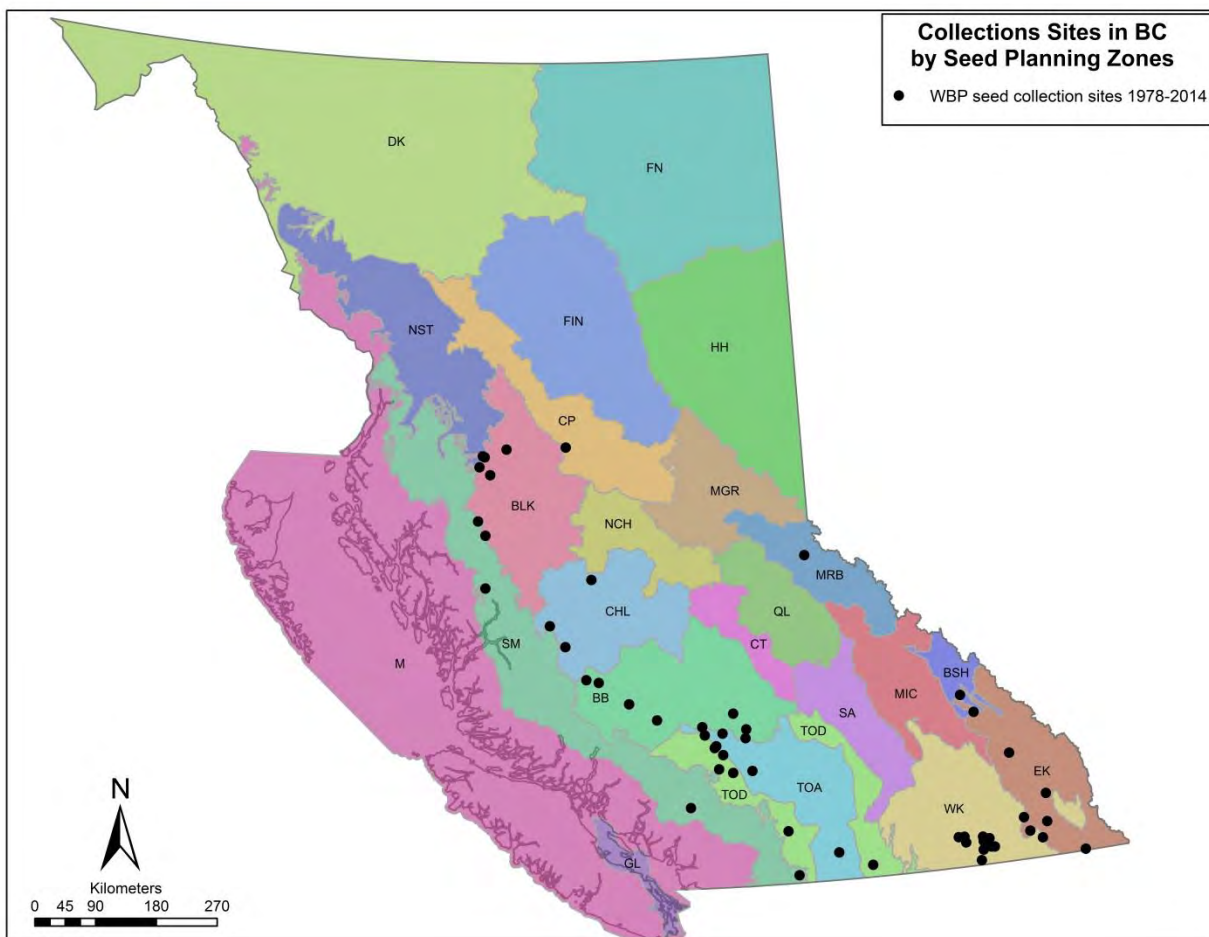 Collections Sites in BC
by Seed Planning Zones
WBP seed collection sites 1978-2014
DK
FN
NST
FIN
HH
CP
MGR
BLK
NCH
MRB
CHL
QL
CT
SM
M
BB
MIC
BSH
SA
TOD
EK
TOD
TOA
WK
GL
N
Kilometers
0 45 90 180 270